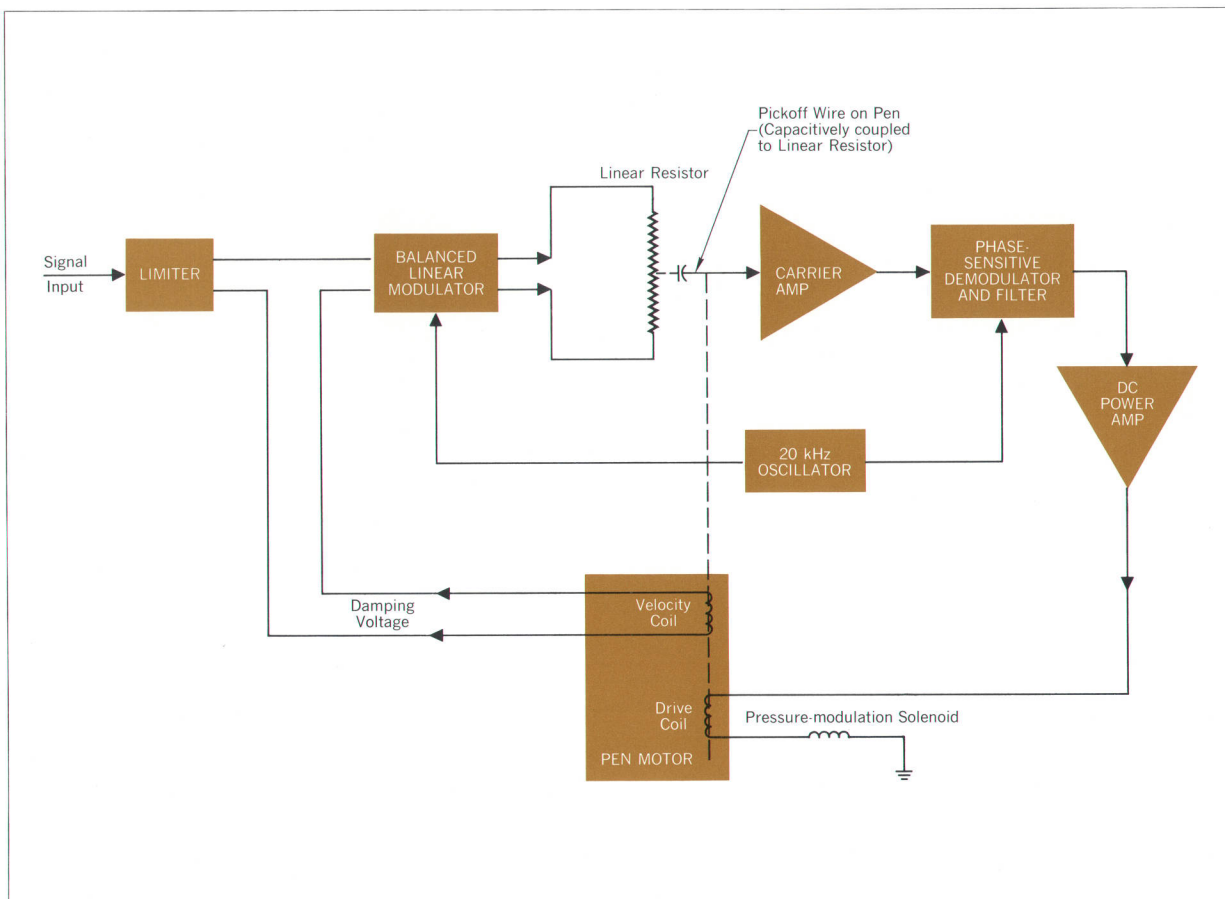 Pickoff Wire on Pen
(Capacitively coupled
to Linear Resistor)
Linear Resistor
Signal
Input
LIMITER
BALANCED
LINEAR
MODULATOR
CARRIER
AMP
PHASE-
SENSITIVE
DEMODULATOR
AND FILTER
DC
POWER
AMP
20 kHz
OSCILLATOR
Damping
Voltage
Velocity
Coil
Drive
Coil
Pressure-modulation Solenoid
PEN MOTOR